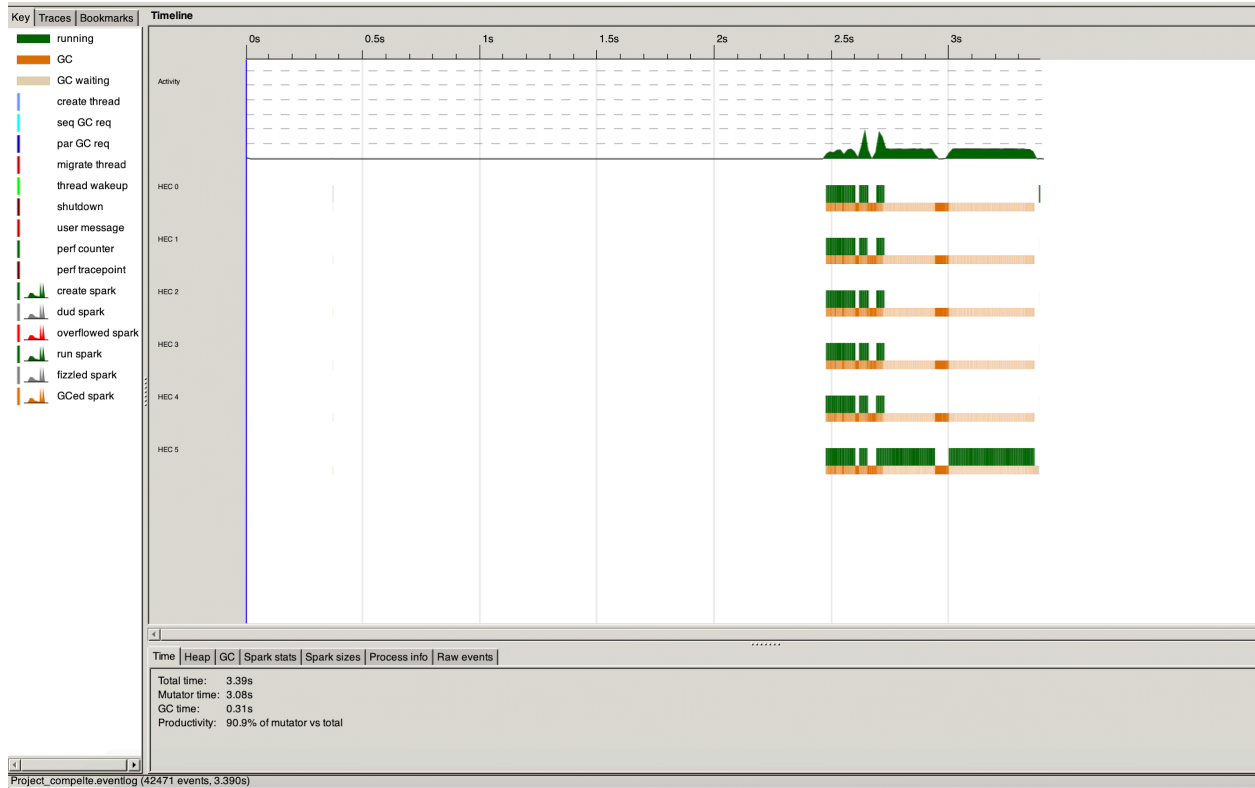 Key Traces Bookmarks Timeline
running
GC
GC waiting
create thread
seq GC req
par GC req
migrate thread
thread wakeup
shutdown
user message
perf counter
perf tracepoint
create spark
dud spark
overflowed spark
run spark
fizzled spark
GCed spark
0s 0.5s 1s 1.5s 2s 2.5s 3s
Activity
HEC 0
HEC 1
HEC 2
HEC 3
HEC 4
HEC 5
Time Heap GC Spark stats Spark sizes Process info Raw events
Total time: 3.39s
Mutator time: 3.08s
GC time: 0.31s
Productivity: 90.9% of mutator vs total
Project_compelte.eventlog (42471 events, 3.390s)